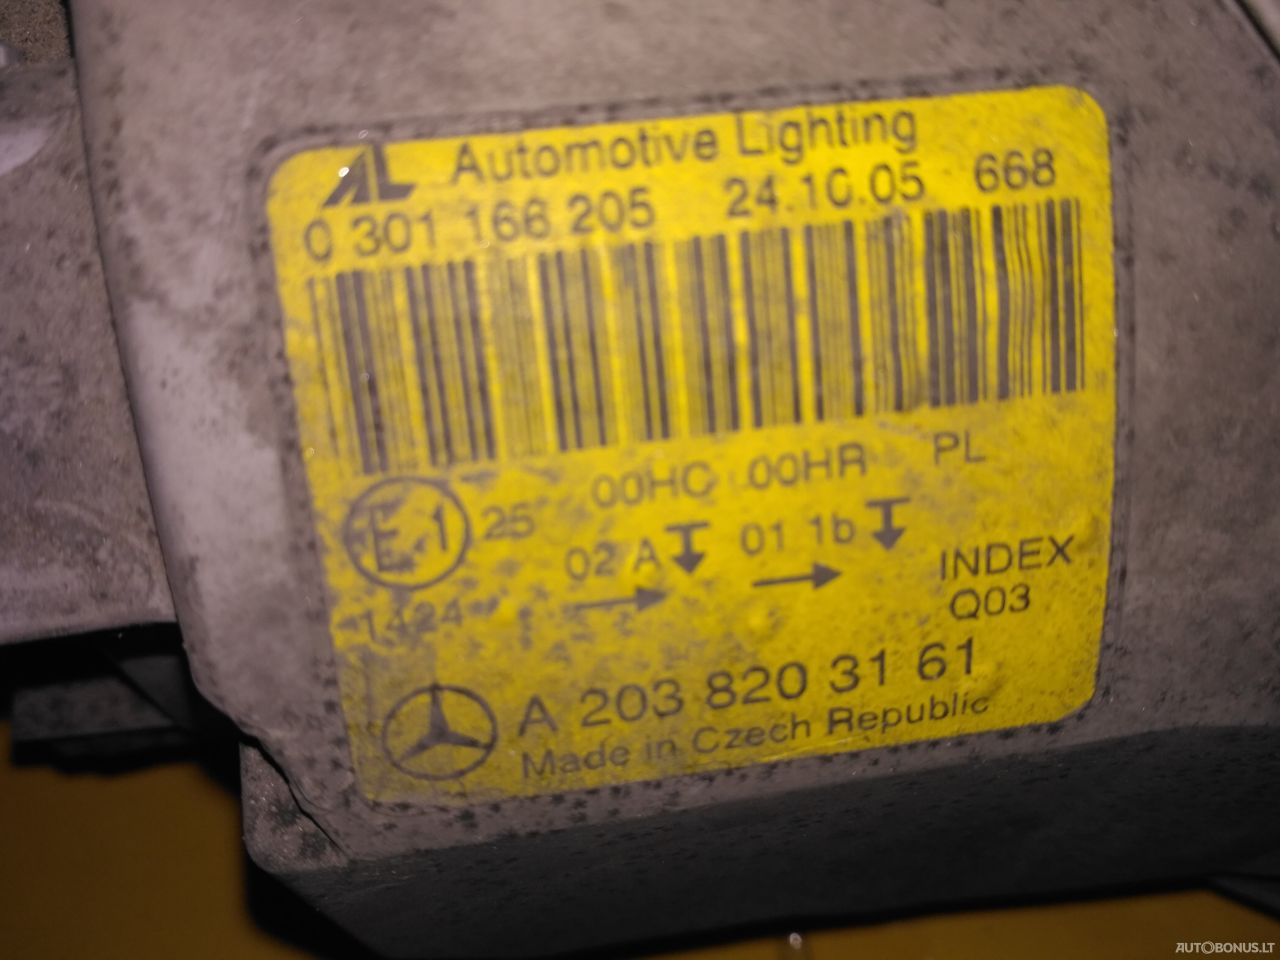 AL Automotive Lighting
0 301 166 205 24.10.05 668
00HC 00HR PL
E1 25
02 A 01 1b
INDEX
Q03
1424
A 203 820 31 61
Made in Czech Republic
AUTOBONUS.LT